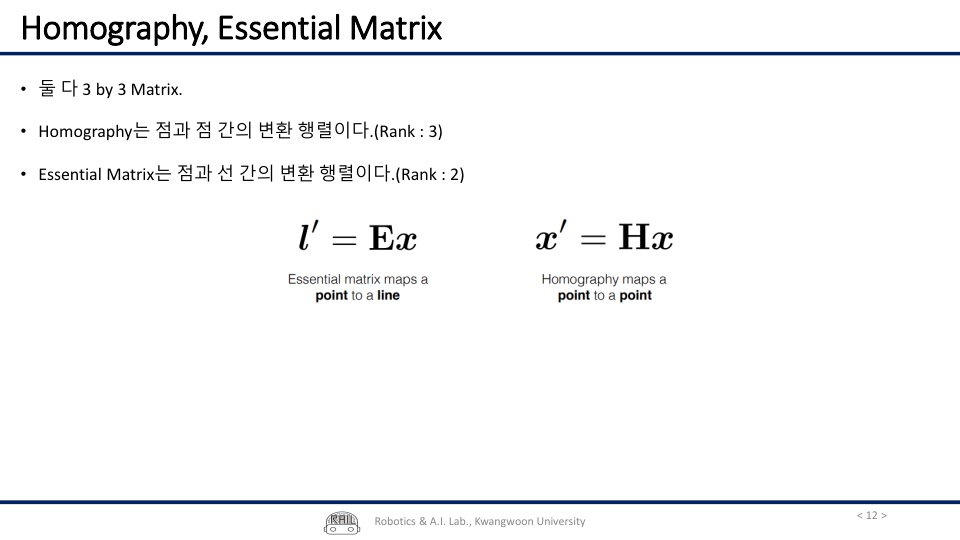 Homography, Essential Matrix
• 둘 다 3 by 3 Matrix.
• Homography는 점과 점 간의 변환 행렬이다.(Rank : 3)
• Essential Matrix는 점과 선 간의 변환 행렬이다.(Rank : 2)
l′ = Ex
Essential matrix maps a
point to a line
x′ = Hx
Homography maps a
point to a point
RAIL
Robotics & A.I. Lab., Kwangwoon University
< 12 >